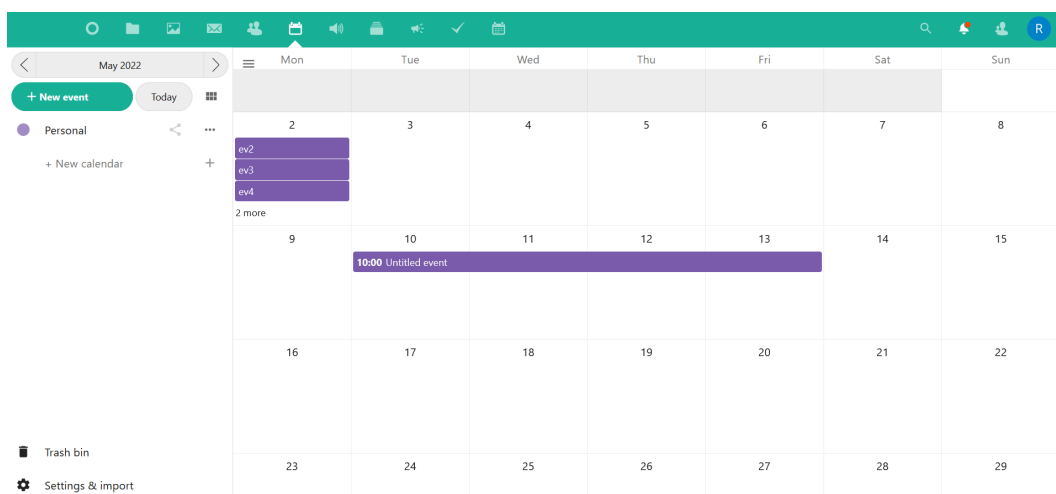 R
May 2022
Mon Tue Wed Thu Fri Sat Sun
+ New event Today
Personal
+ New calendar
2 3 4 5 6 7 8
ev2
ev3
ev4
2 more
9 10 11 12 13 14 15
10:00 Untitled event
16 17 18 19 20 21 22
Trash bin
23 24 25 26 27 28 29
Settings & import